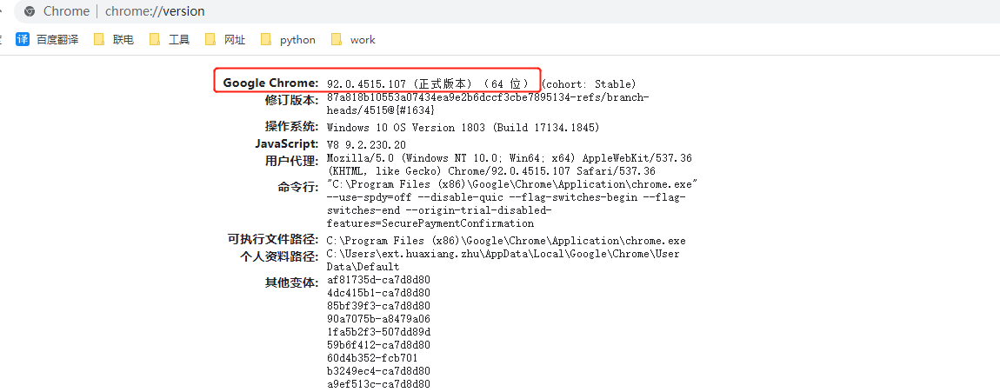 Chrome | chrome://version
译 百度翻译 联电 工具 网址 python work
Google Chrome: 92.0.4515.107 (正式版本) （64 位） (cohort: Stable)
修订版本: 87a818b10553a07434ea9e2b6dccf3cbe7895134-refs/branch-
heads/4515@{#1634}
操作系统: Windows 10 OS Version 1803 (Build 17134.1845)
JavaScript: V8 9.2.230.20
用户代理: Mozilla/5.0 (Windows NT 10.0; Win64; x64) AppleWebKit/537.36
(KHTML, like Gecko) Chrome/92.0.4515.107 Safari/537.36
命令行: "C:\Program Files (x86)\Google\Chrome\Application\chrome.exe"
--use-spdy=off --disable-quic --flag-switches-begin --flag-
switches-end --origin-trial-disabled-
features=SecurePaymentConfirmation
可执行文件路径: C:\Program Files (x86)\Google\Chrome\Application\chrome.exe
个人资料路径: C:\Users\ext.huaxiang.zhu\AppData\Local\Google\Chrome\User
Data\Default
其他变体: af81735d-ca7d8d80
4dc415b1-ca7d8d80
85bf39f3-ca7d8d80
90a7075b-a8479a06
1fa5b2f3-507dd89d
59b6f412-ca7d8d80
60d4b352-fcb701
b3249ec4-ca7d8d80
a9ef513c-ca7d8d80